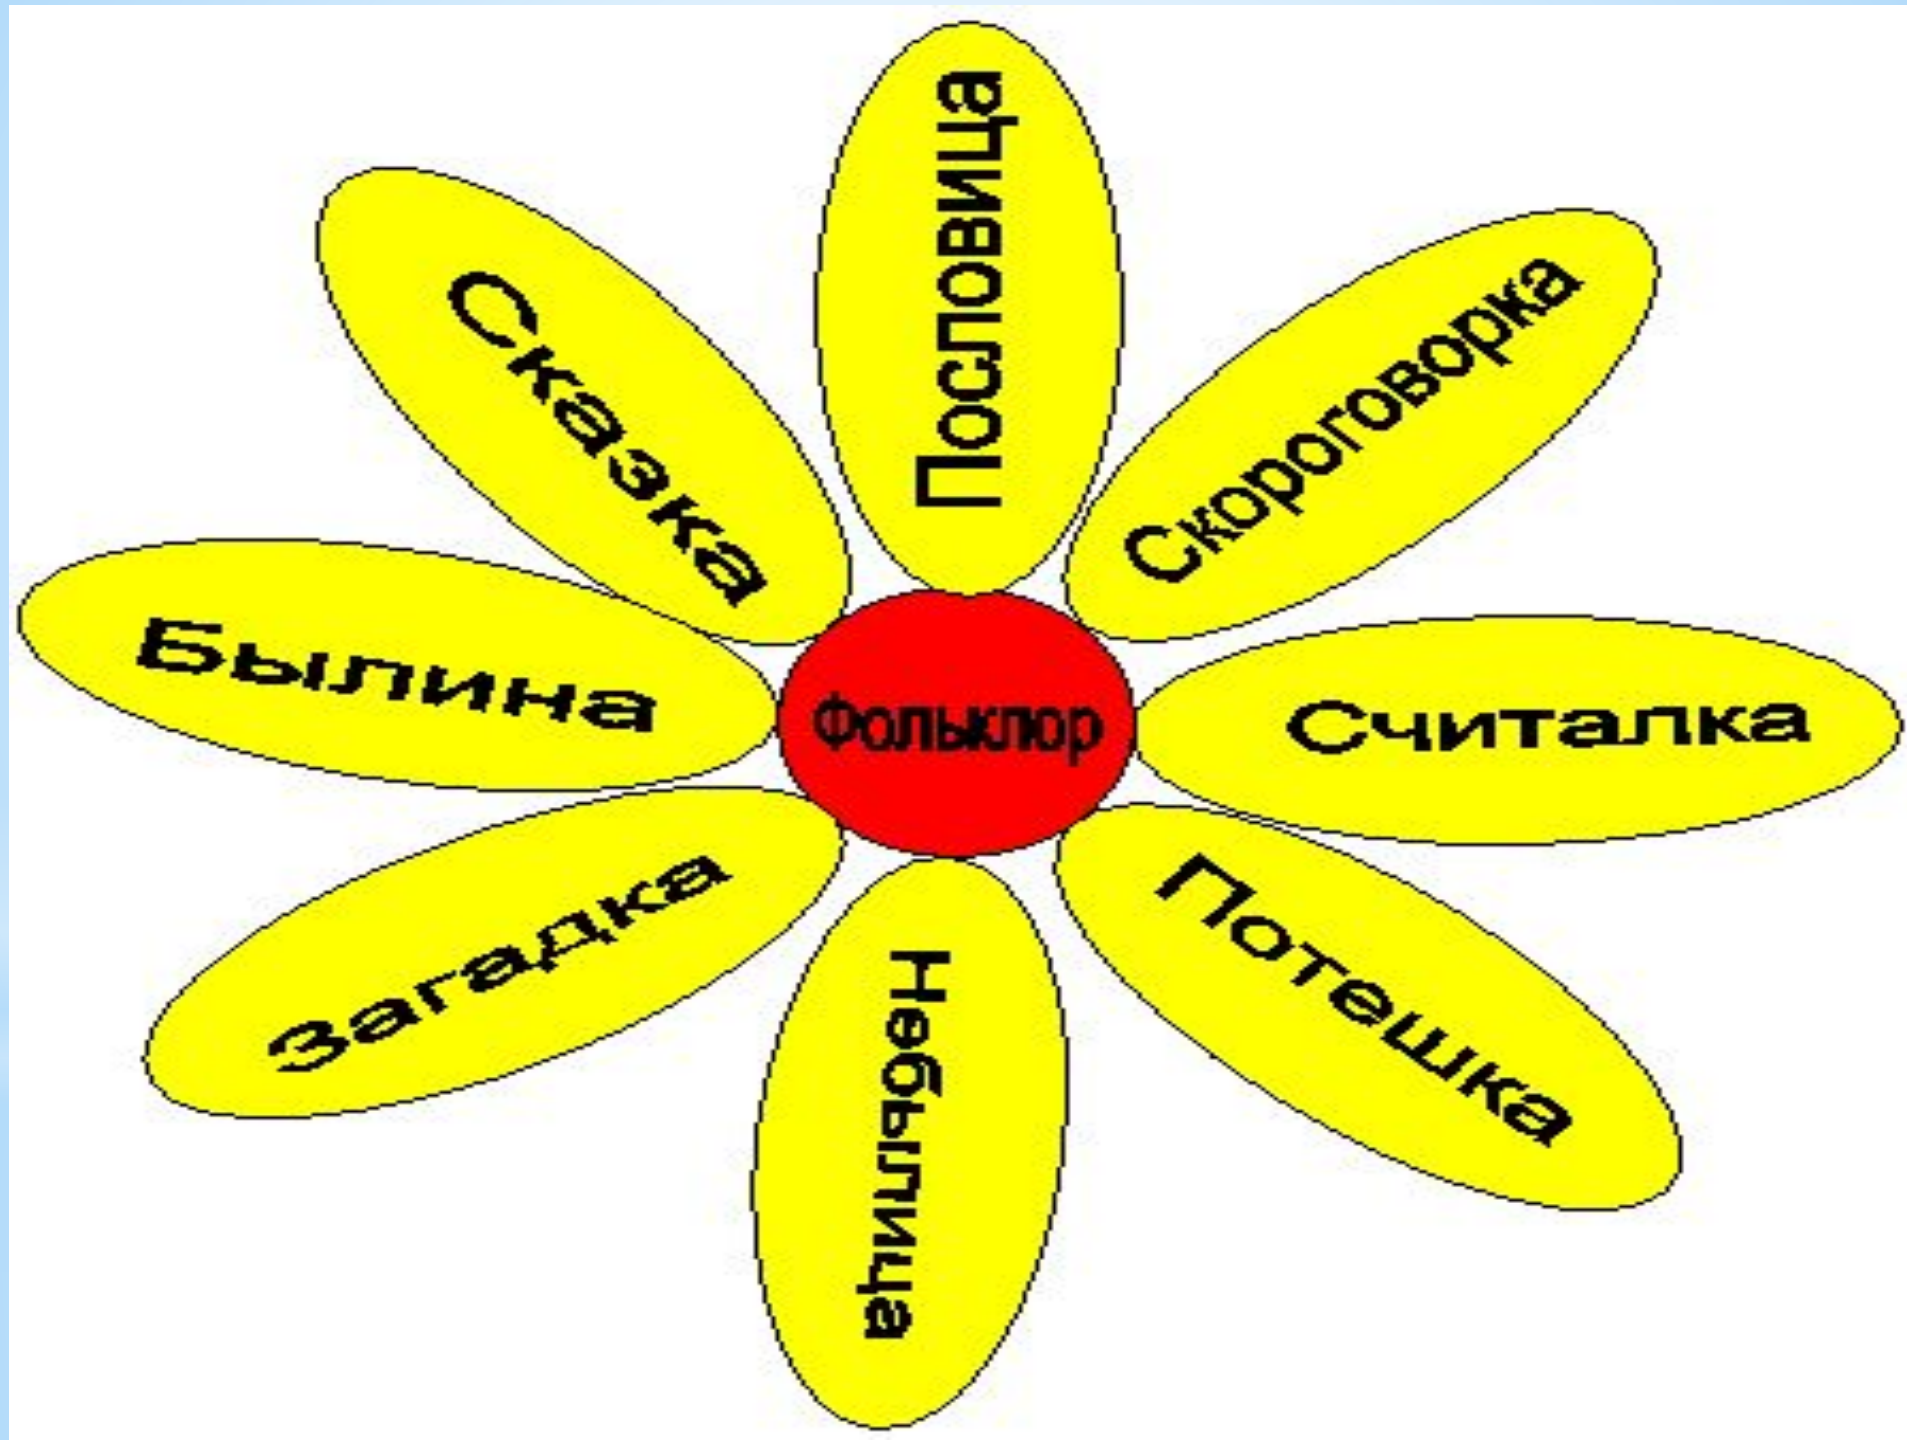 Пословица
Скороговорка
Считалка
Потешка
Небылица
Загадка
Былина
Сказка
Фольклор